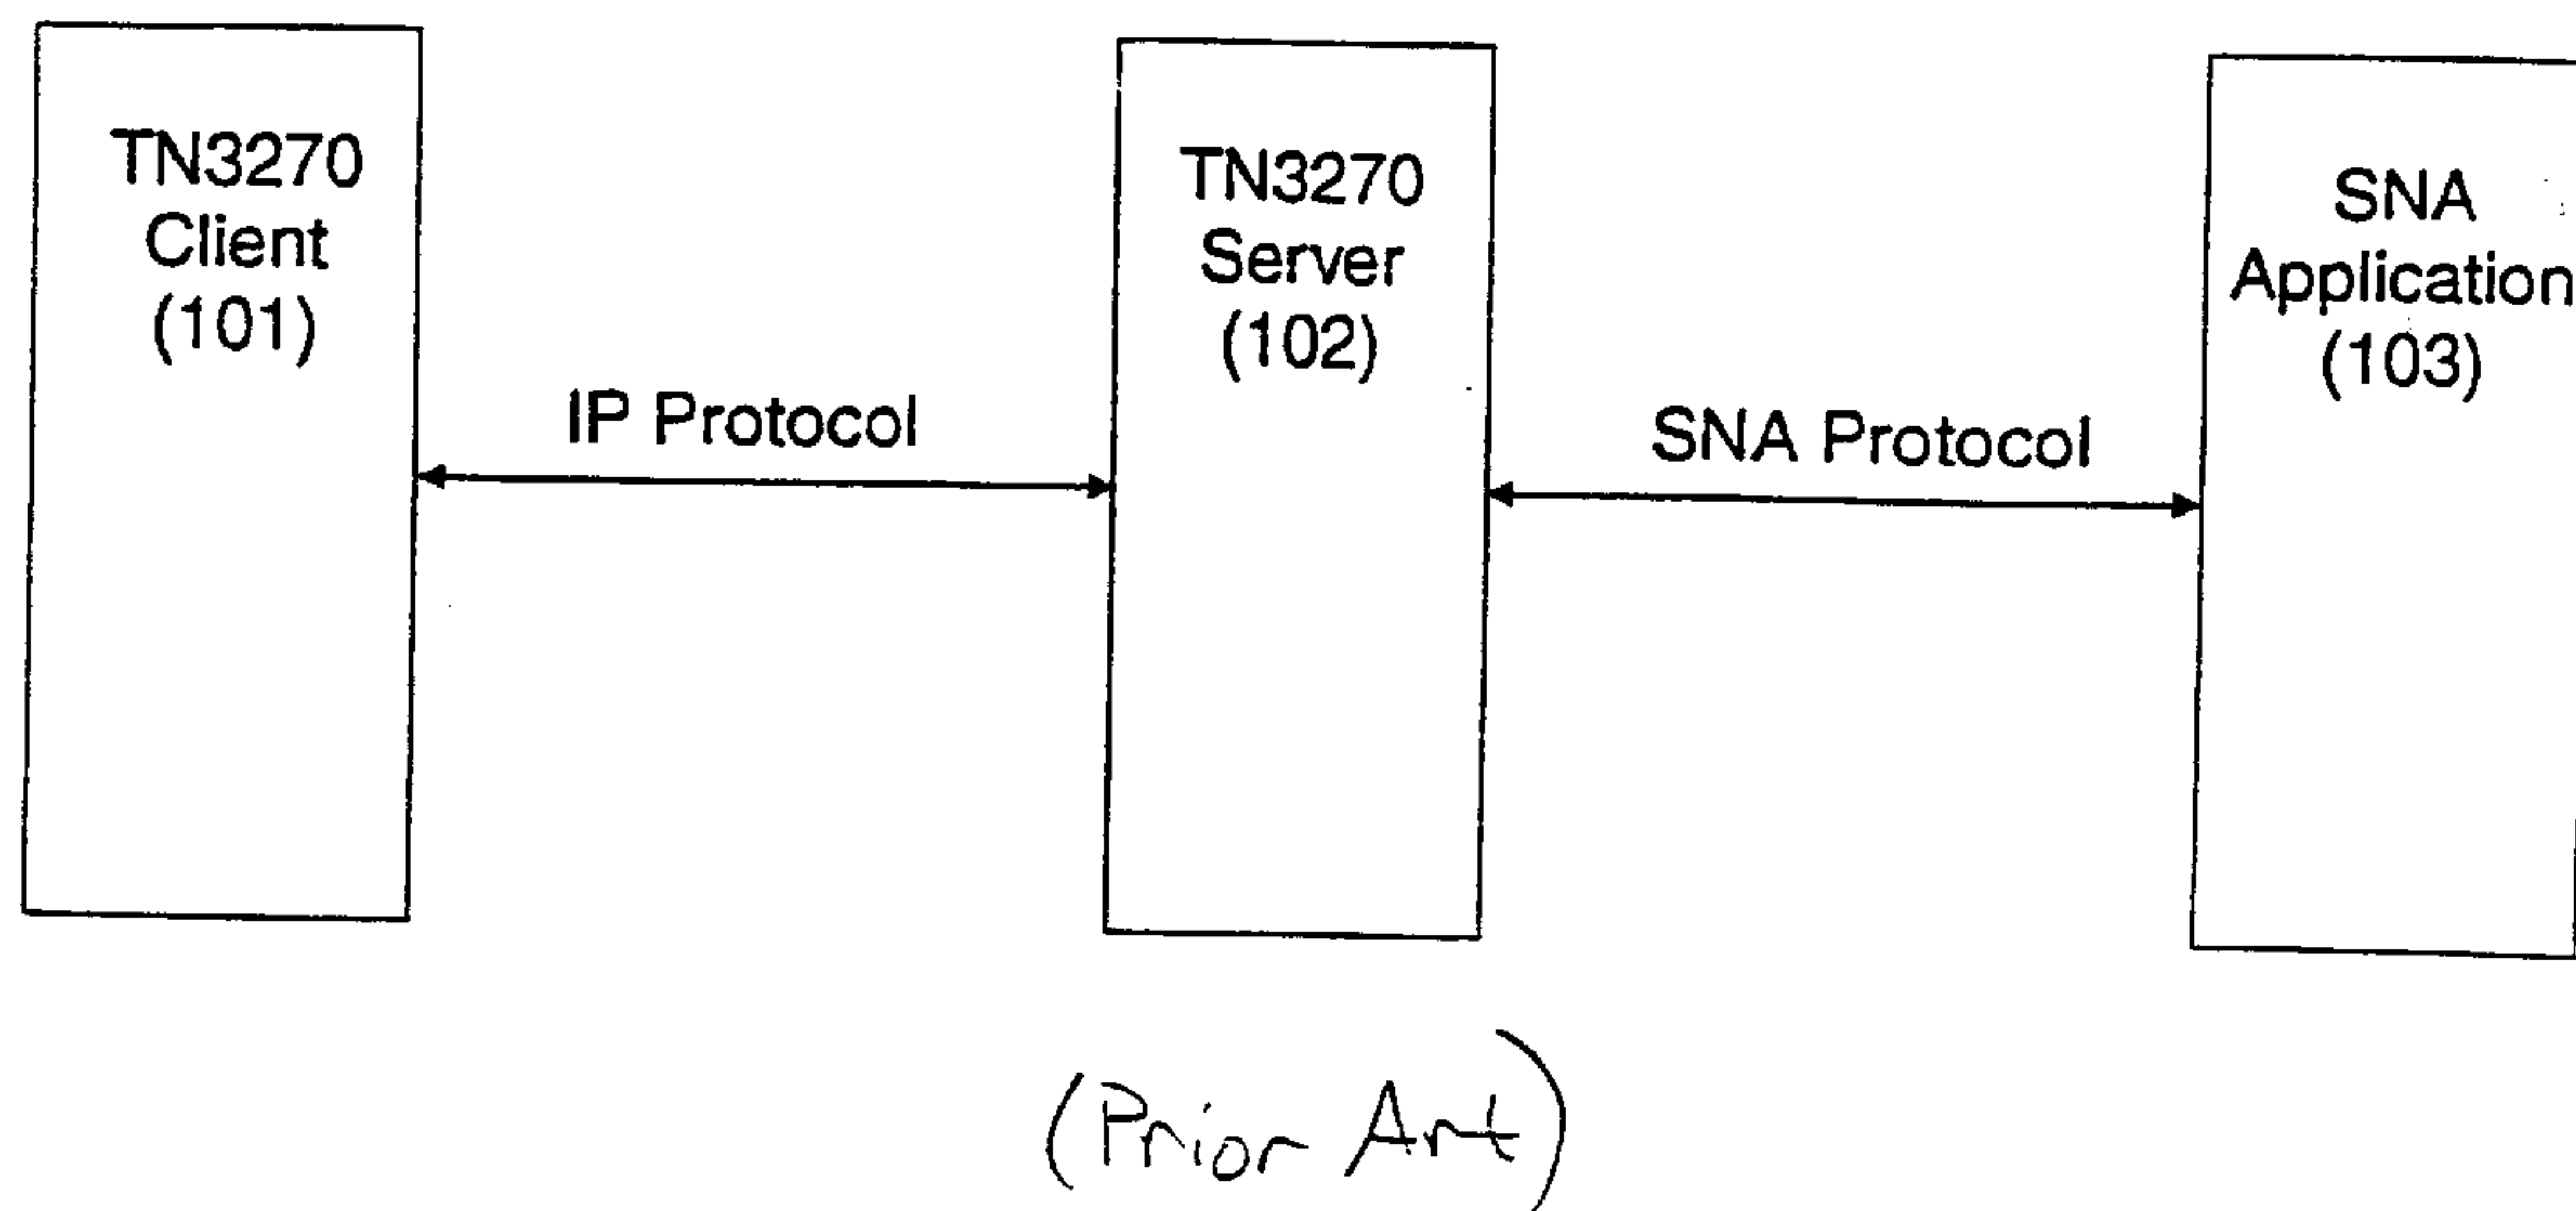 TN3270
Client
(101)
IP Protocol
TN3270
Server
(102)
SNA Protocol
SNA
Application
(103)
(Prior Art)